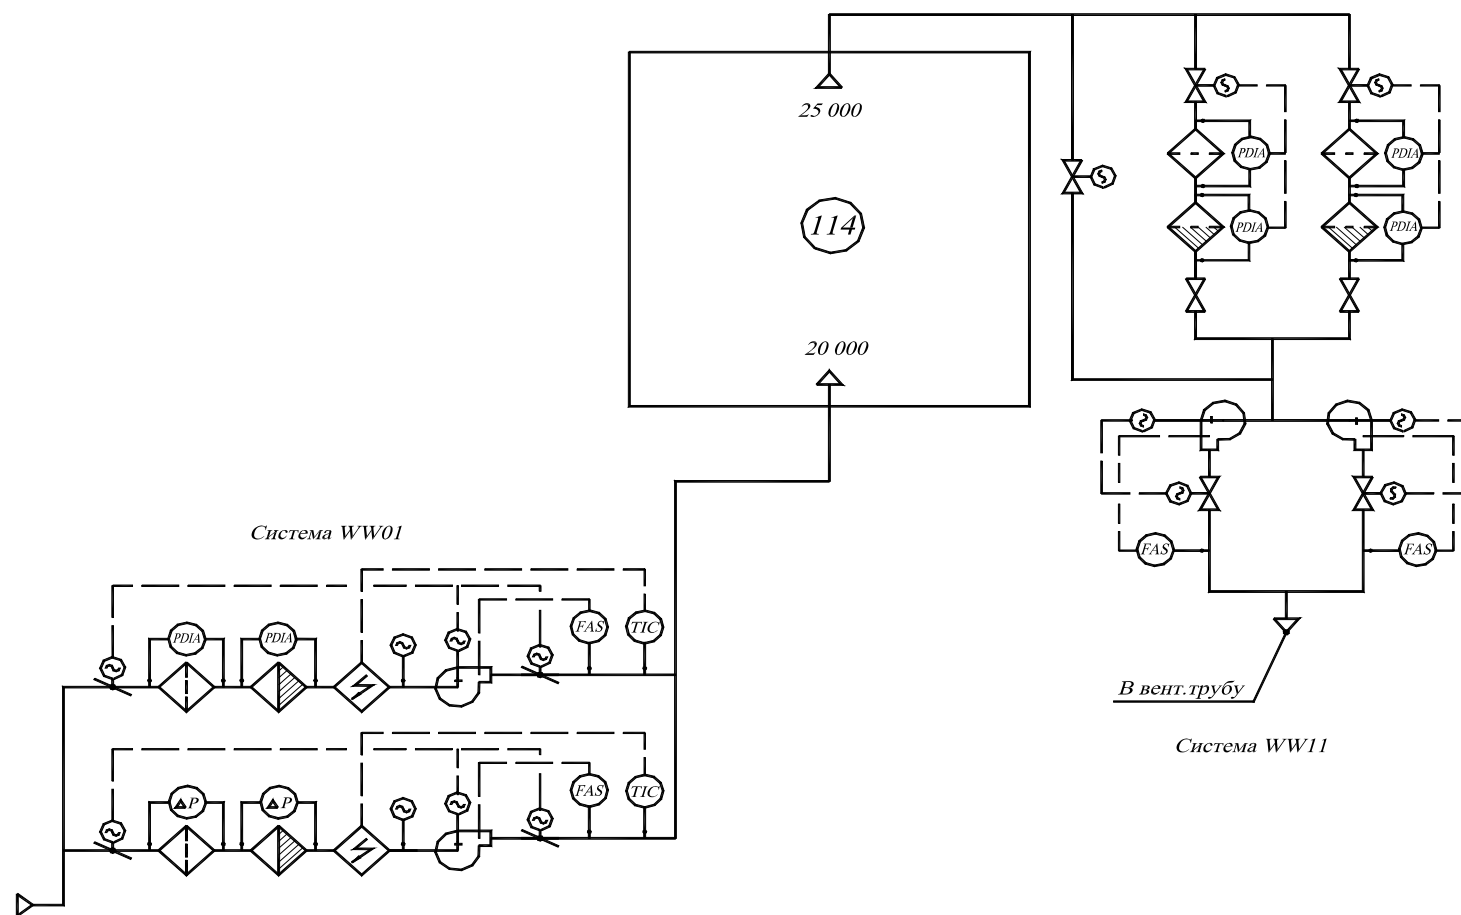 25 000
PDIA
PDIA
114
PDIA
PDIA
20 000
Система WW01
FAS
FAS
FAS
TIC
PDIA
PDIA
В вент.трубу
Система WW11
FAS
TIC
ΔP
ΔP